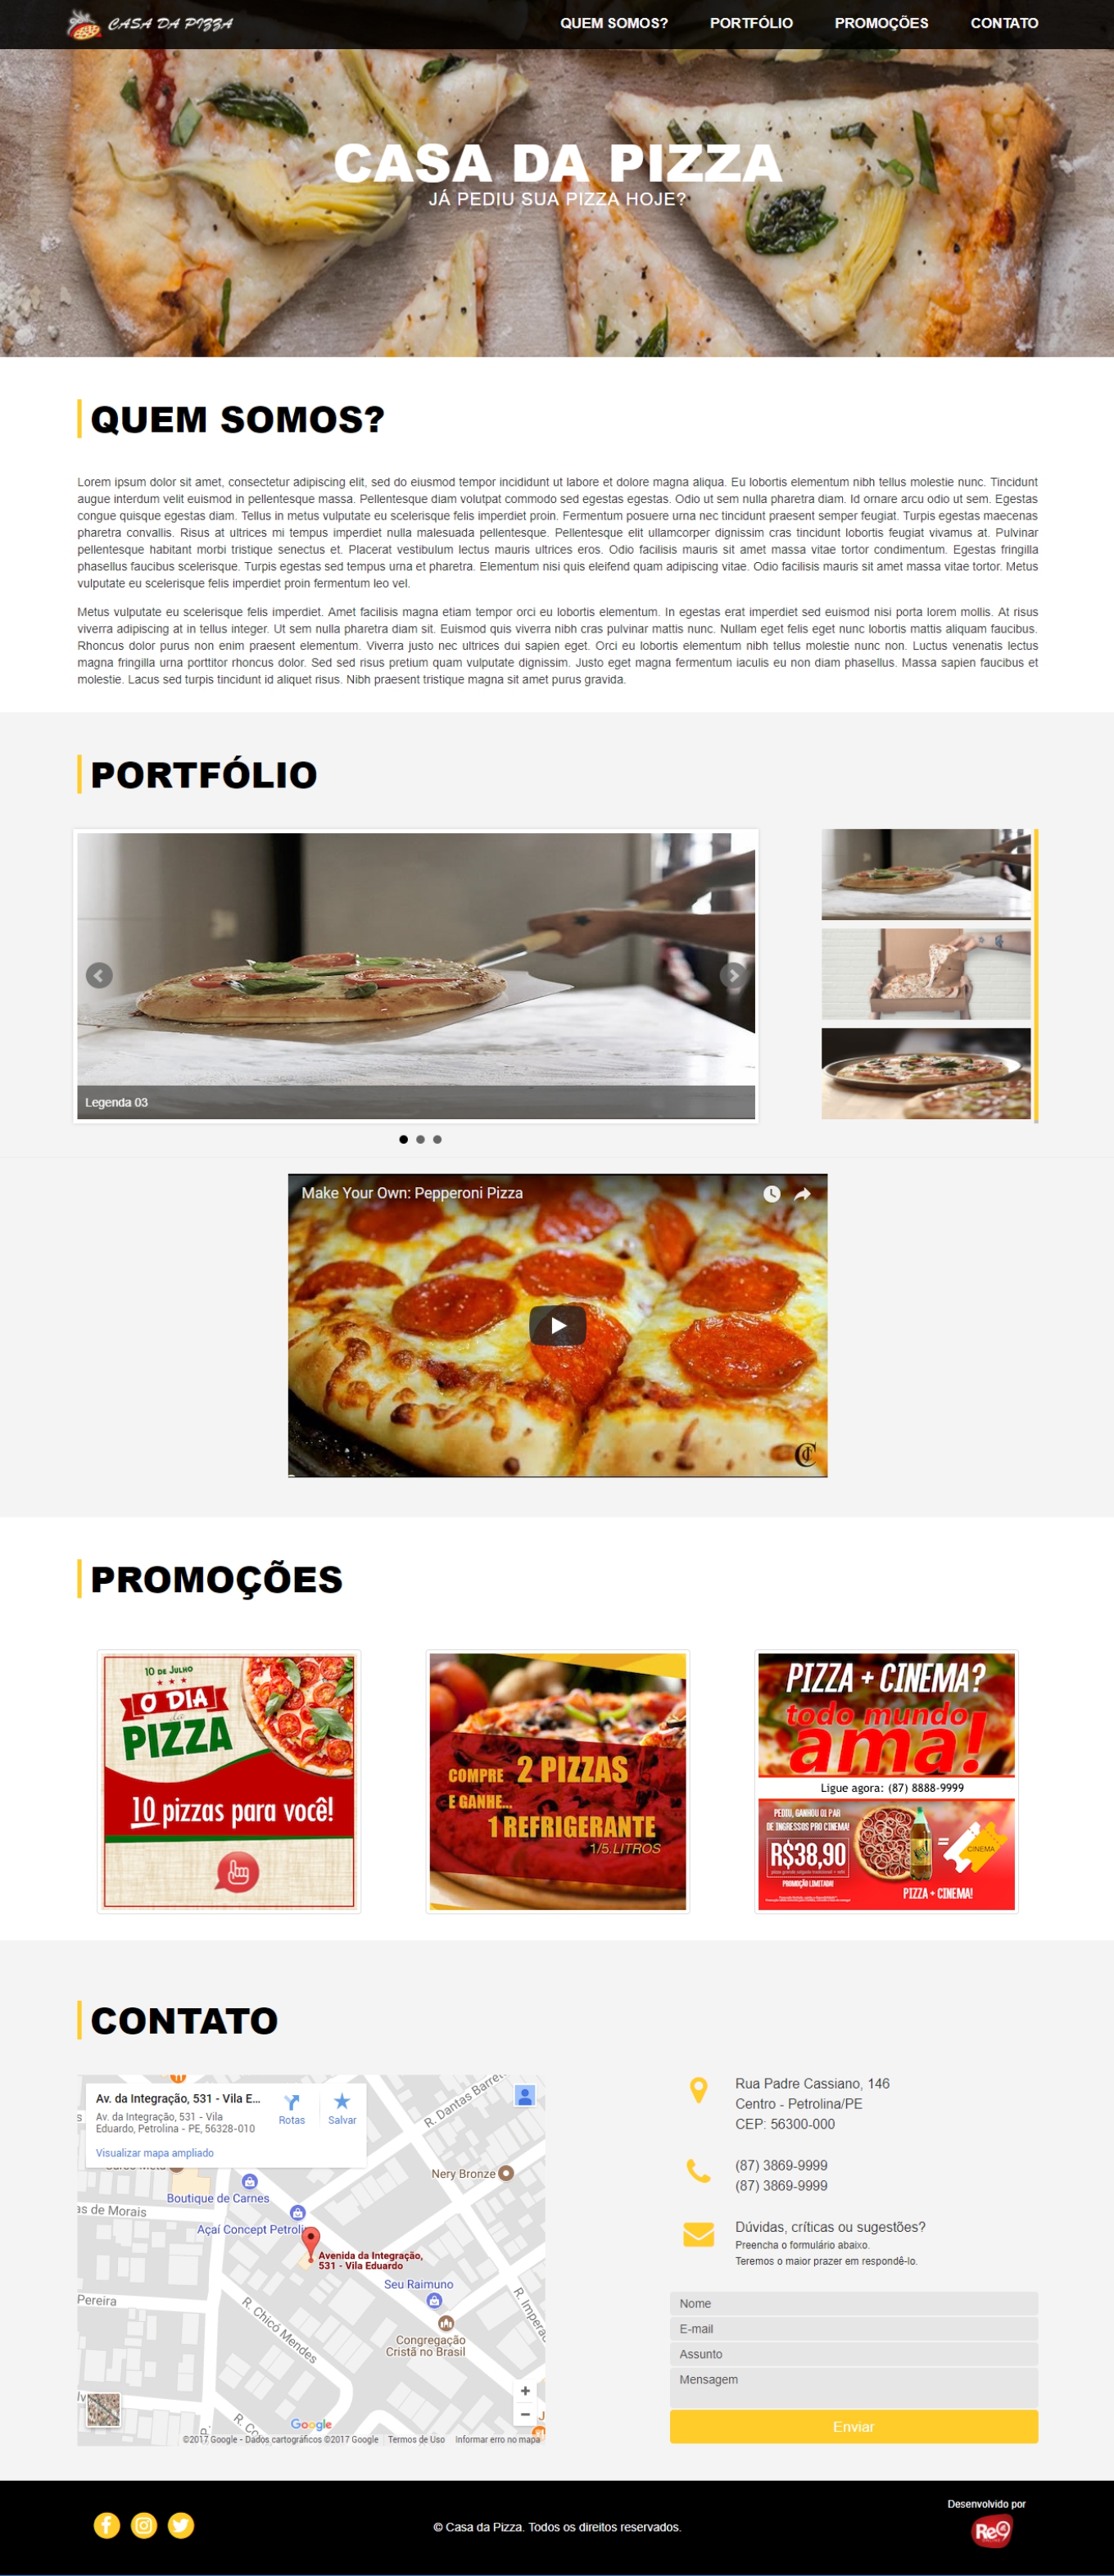 CASA DA PIZZA
QUEM SOMOS?
PORTFÓLIO
PROMOÇÕES
CONTATO
CASA DA PIZZA
JÁ PEDIU SUA PIZZA HOJE?
QUEM SOMOS?
Lorem ipsum dolor sit amet, consectetur adipiscing elit, sed do eiusmod tempor incididunt ut labore et dolore magna aliqua. Eu lobortis elementum nibh tellus molestie nunc. Tincidunt
augue interdum velit euismod in pellentesque massa. Pellentesque diam volutpat commodo sed egestas egestas. Odio ut sem nulla pharetra diam. Id ornare arcu odio ut sem. Egestas
congue quisque egestas diam. Tellus in metus vulputate eu scelerisque felis imperdiet proin. Fermentum posuere urna nec tincidunt praesent semper feugiat. Turpis egestas maecenas
pharetra convallis. Risus at ultrices mi tempus imperdiet nulla malesuada pellentesque. Pellentesque elit ullamcorper dignissim cras tincidunt lobortis feugiat vivamus at. Pulvinar
pellentesque habitant morbi tristique senectus et. Placerat vestibulum lectus mauris ultrices eros. Odio facilisis mauris sit amet massa vitae tortor condimentum. Egestas fringilla
phasellus faucibus scelerisque. Turpis egestas sed tempus urna et pharetra. Elementum nisi quis eleifend quam adipiscing vitae. Odio facilisis mauris sit amet massa vitae tortor. Metus
vulputate eu scelerisque felis imperdiet proin fermentum leo vel.
Metus vulputate eu scelerisque felis imperdiet. Amet facilisis magna etiam tempor orci eu lobortis elementum. In egestas erat imperdiet sed euismod nisi porta lorem mollis. At risus
viverra adipiscing at in tellus integer. Ut sem nulla pharetra diam sit. Euismod quis viverra nibh cras pulvinar mattis nunc. Nullam eget felis eget nunc lobortis mattis aliquam faucibus.
Rhoncus dolor purus non enim praesent elementum. Viverra justo nec ultrices dui sapien eget. Orci eu lobortis elementum nibh tellus molestie nunc non. Luctus venenatis lectus
magna fringilla urna porttitor rhoncus dolor. Sed sed risus pretium quam vulputate dignissim. Justo eget magna fermentum iaculis eu non diam phasellus. Massa sapien faucibus et
molestie. Lacus sed turpis tincidunt id aliquet risus. Nibh praesent tristique magna sit amet purus gravida.
PORTFÓLIO
Legenda 03
Make Your Own: Pepperoni Pizza
PROMOÇÕES
10 DE JULHO
O DIA
da
PIZZA
10 pizzas para você!
COMPRE 2 PIZZAS
E GANHE...
1 REFRIGERANTE
1/5 LITROS
PIZZA + CINEMA?
todo mundo
ama!
Ligue agora: (87) 8888-9999
PEDIU, GANHOU 01 PAR
DE INGRESSOS PRO CINEMA!
R$38,90
PROMOÇÃO LIMITADA!
=
CINEMA
PIZZA + CINEMA!
CONTATO
Av. da Integração, 531 - Vila E...
Av. da Integração, 531 - Vila
Eduardo, Petrolina - PE, 56328-010
Visualizar mapa ampliado
Rotas
Salvar
R. Dantas Barret
Nery Bronze
Boutique de Carnes
as de Morais
Açaí Concept Petroli
Avenida da Integração,
531 - Vila Eduardo
Seu Raimuno
Pereira
R. Chicó Mendes
R. Impera
Congregação
Cristã no Brasil
R. Co
Google
©2017 Google - Dados cartográficos ©2017 Google
Termos de Uso
Informar erro no mapa
Rua Padre Cassiano, 146
Centro - Petrolina/PE
CEP: 56300-000
(87) 3869-9999
(87) 3869-9999
Dúvidas, críticas ou sugestões?
Preencha o formulário abaixo.
Teremos o maior prazer em respondê-lo.
Nome
E-mail
Assunto
Mensagem
Enviar
© Casa da Pizza. Todos os direitos reservados.
Desenvolvido por
Re9